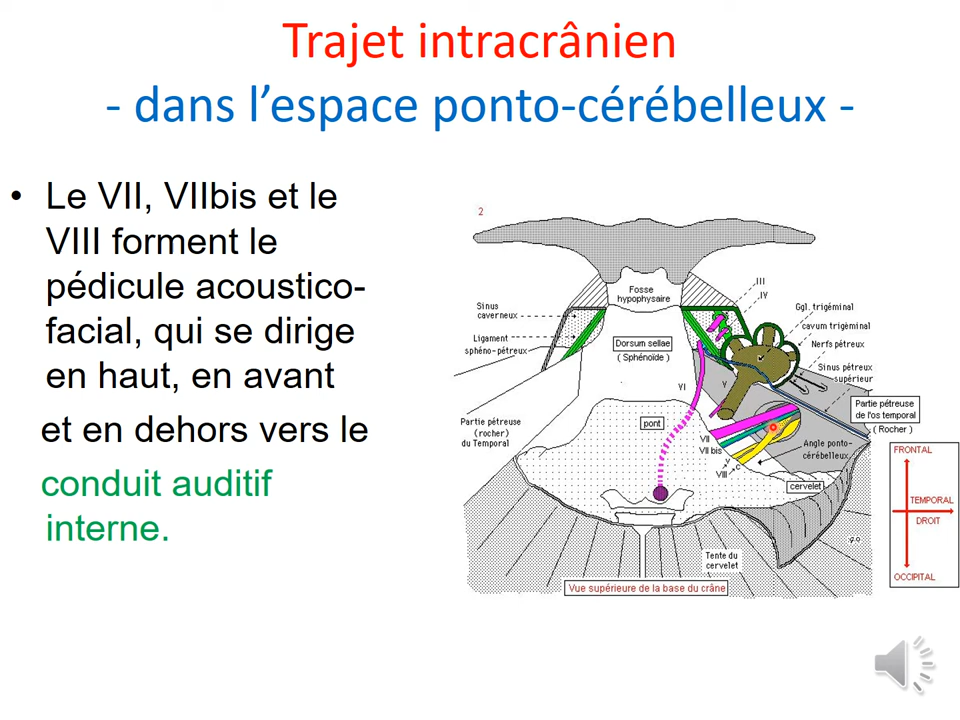 Trajet intracrânien
- dans l’espace ponto-cérébelleux -
• Le VII, VIIbis et le
VIII forment le
pédicule acoustico-
facial, qui se dirige
en haut, en avant
et en dehors vers le
conduit auditif
interne.
2
Fosse
hypophysaire
III
IV
Sinus
caverneux
Ligament
sphéno-pétreux
Dorsum sellae
( Sphénoïde)
Ggl. trigéminal
cavum trigéminal
Nerfs pétreux
Sinus pétreux
supérieur
VI
V
Partie pétreuse
de l'os temporal
( Rocher)
Partie pétreuse
(rocher) du
Temporal
pont
VII
VII bis
VIII
v
c
Angle ponto-
cérébelleux
cervelet
Tente du
cervelet
Vue supérieure de la base du crâne
FRONTAL
TEMPORAL
DROIT
OCCIPITAL